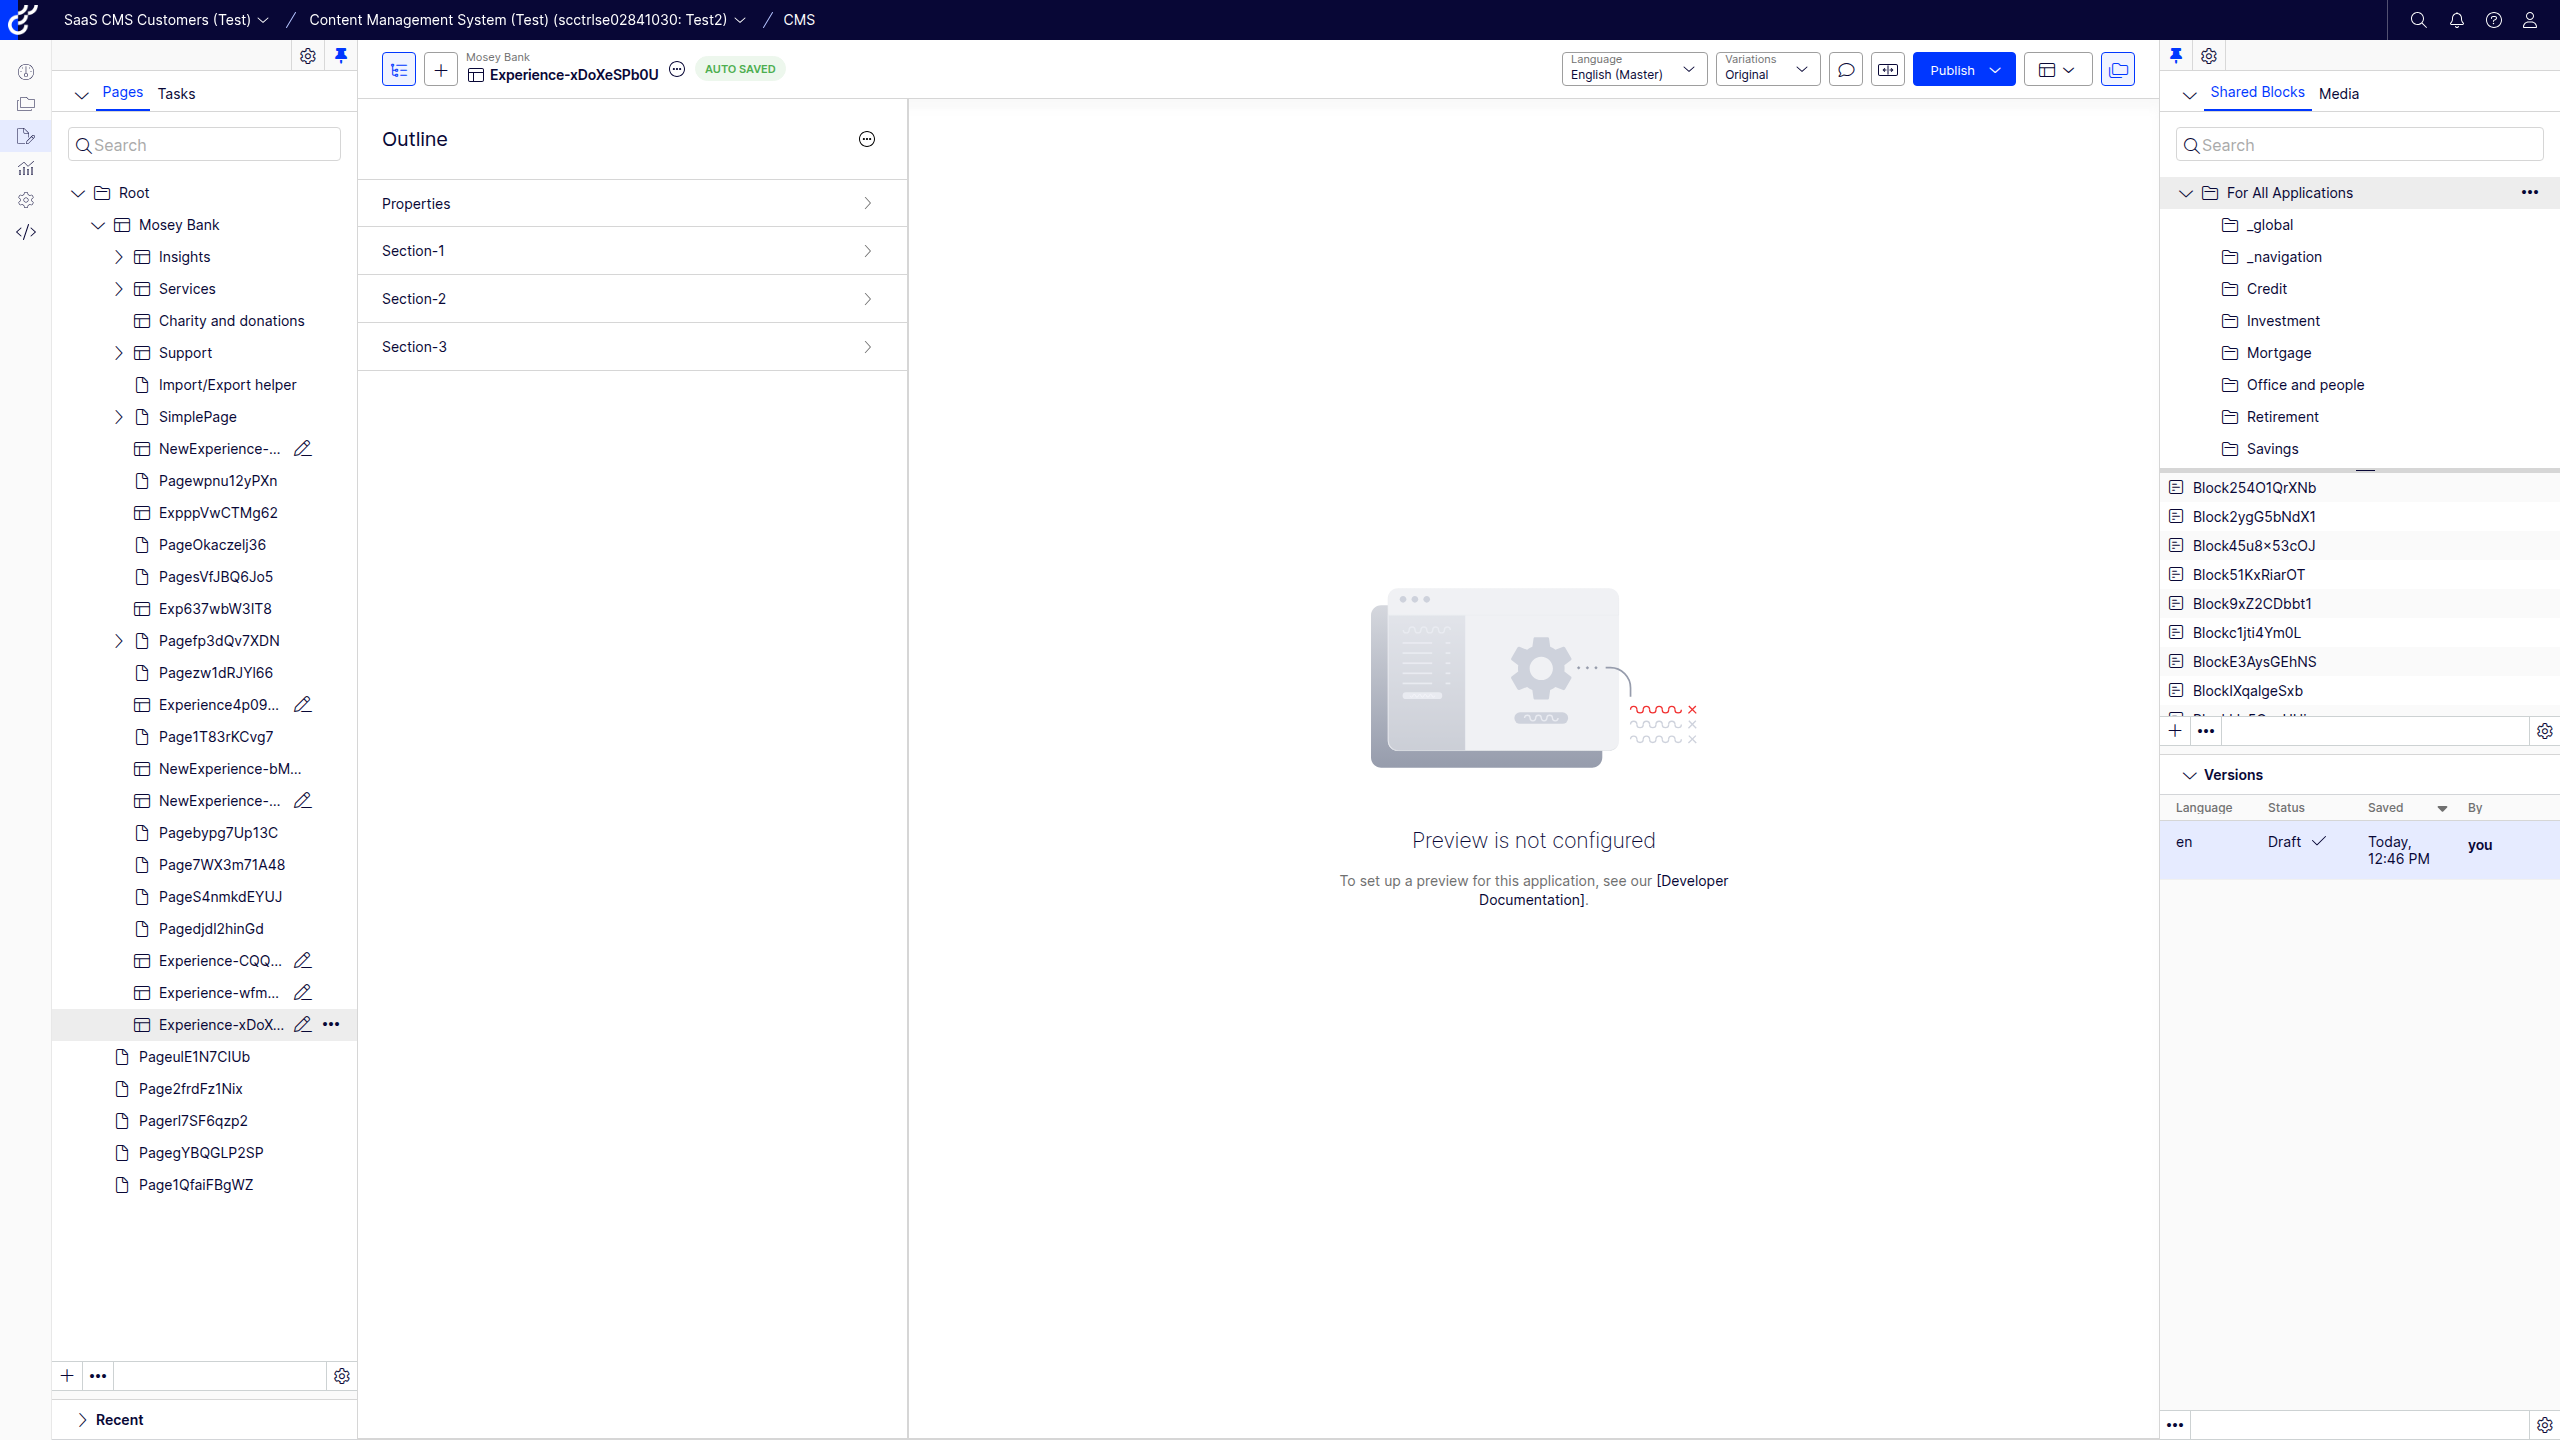 SaaS CMS Customers (Test)
Content Management System (Test) (scctrlse02841030: Test2)
CMS
Pages
Tasks
Search
Root
Mosey Bank
Insights
Services
Charity and donations
Support
Import/Export helper
SimplePage
NewExperience-...
Pagewpnu12yPXn
ExpppVwCTMg62
PageOkaczelj36
PagesVfJBQ6Jo5
Exp637wbW3IT8
Pagefp3dQv7XDN
Pagezw1dRJYl66
Experience4p09...
Page1T83rKCvg7
NewExperience-bM...
NewExperience-...
Pagebypg7Up13C
Page7WX3m71A48
PageS4nmkdEYUJ
Pagedjdl2hinGd
Experience-CQQ...
Experience-wfm...
Experience-xDoX...
PageulE1N7CIUb
Page2frdFz1Nix
Pagerl7SF6qzp2
PagegYBQGLP2SP
Page1QfaiFBgWZ
Recent
Mosey Bank
Experience-xDoXeSPb0U
AUTO SAVED
Language
English (Master)
Variations
Original
Publish
Outline
Properties
Section-1
Section-2
Section-3
Preview is not configured
To set up a preview for this application, see our [Developer
Documentation].
Shared Blocks
Media
Search
For All Applications
_global
_navigation
Credit
Investment
Mortgage
Office and people
Retirement
Savings
Block254O1QrXNb
Block2ygG5bNdX1
Block45u8×53cOJ
Block51KxRiarOT
Block9xZ2CDbbt1
Blockc1jti4Ym0L
BlockE3AysGEhNS
BlockIXqalgeSxb
Versions
Language
Status
Saved
By
en
Draft
Today,
12:46 PM
you